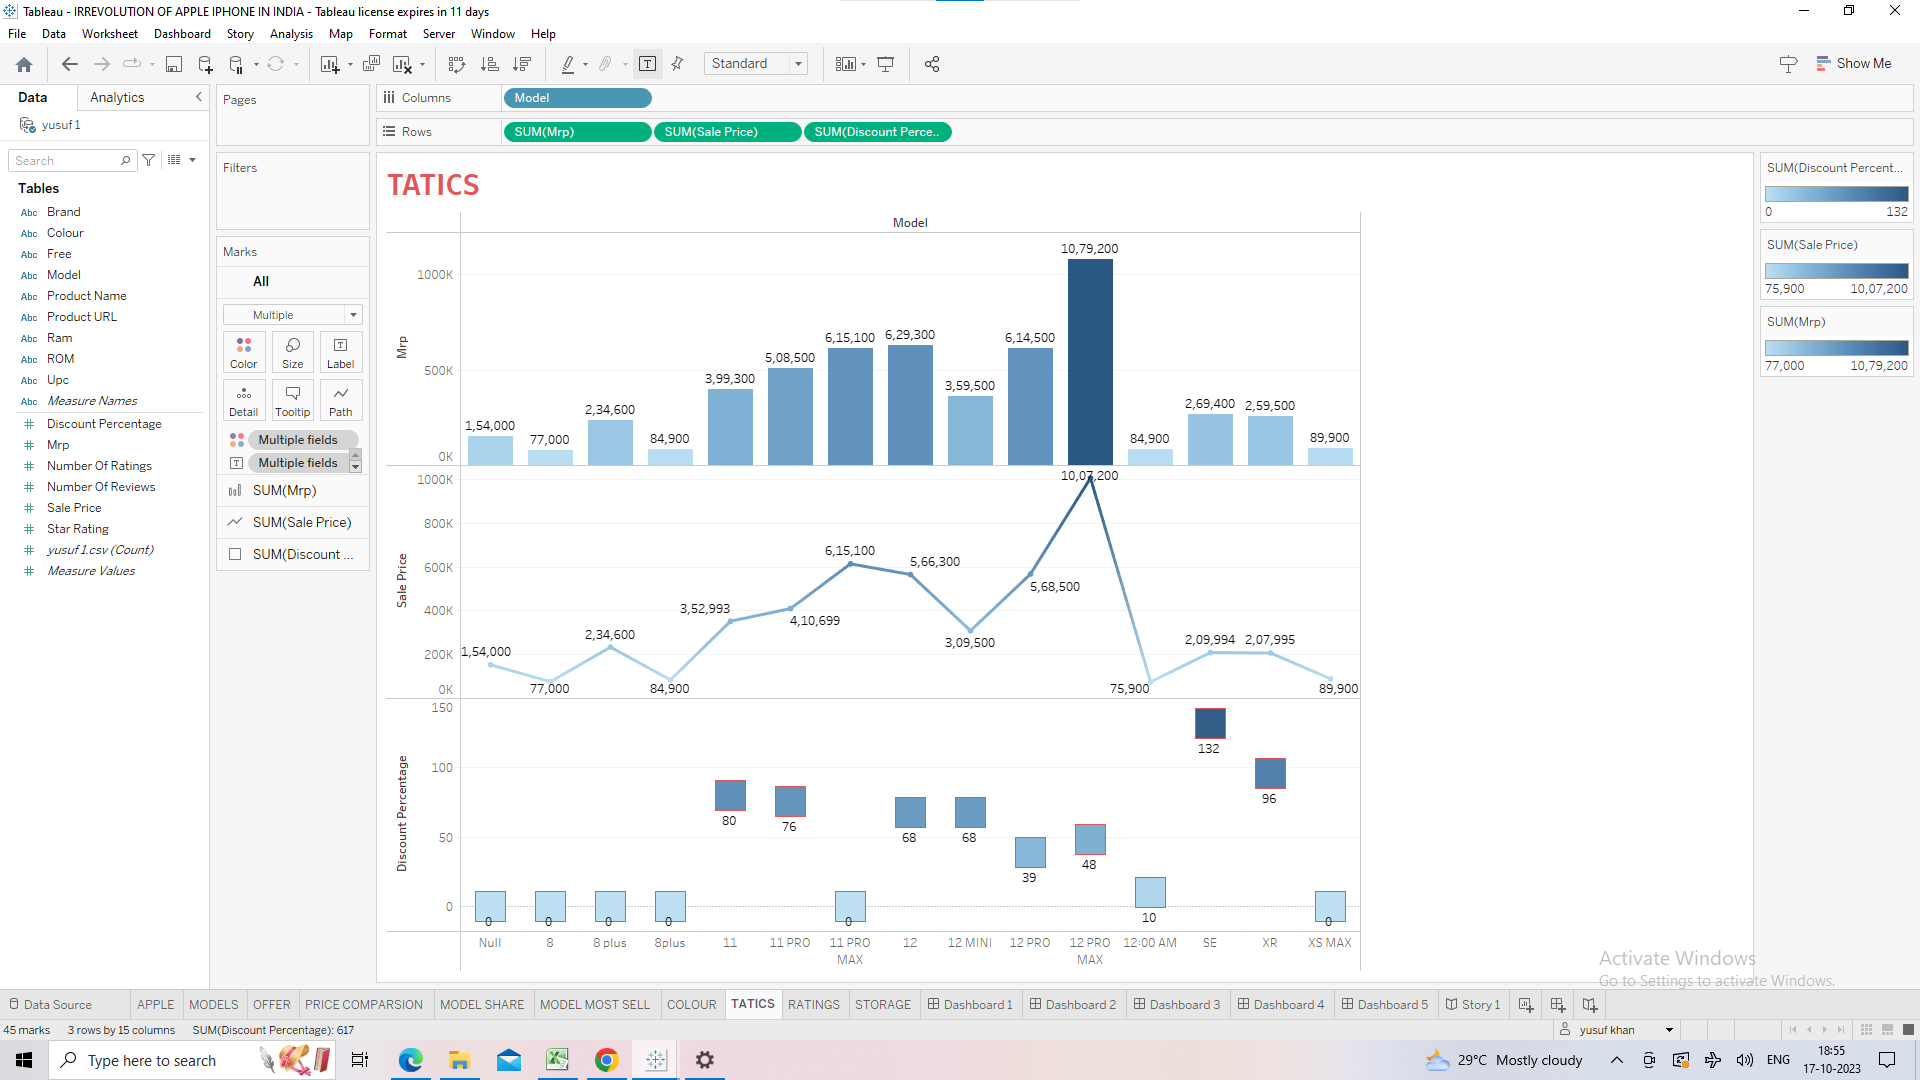 Tableau - IRREVOLUTION OF APPLE IPHONE IN INDIA - Tableau license expires in 11 days
File Data Worksheet Dashboard Story Analysis Map Format Server Window Help
Standard
Show Me
Data Analytics
yusuf 1
Search
Tables
Abc Brand
Abc Colour
Abc Free
Abc Model
Abc Product Name
Abc Product URL
Abc Ram
Abc ROM
Abc Upc
Abc Measure Names
# Discount Percentage
# Mrp
# Number Of Ratings
# Number Of Reviews
# Sale Price
# Star Rating
# yusuf 1.csv (Count)
# Measure Values
Pages
Filters
Marks
All
Multiple
Color Size Label
Detail Tooltip Path
Multiple fields
Multiple fields
SUM(Mrp)
SUM(Sale Price)
SUM(Discount ...
Columns Model
Rows SUM(Mrp) SUM(Sale Price) SUM(Discount Perce..
TATICS
Model
Mrp
1000K
500K
0K
1,54,000
77,000
2,34,600
84,900
3,99,300
5,08,500
6,15,100
6,29,300
3,59,500
6,14,500
10,79,200
84,900
2,69,400
2,59,500
89,900
Sale Price
1000K
800K
600K
400K
200K
0K
1,54,000
77,000
2,34,600
84,900
3,52,993
4,10,699
6,15,100
5,66,300
3,09,500
5,68,500
10,07,200
75,900
2,09,994
2,07,995
89,900
Discount Percentage
150
100
50
0
0
0
0
0
80
76
0
68
68
39
48
10
132
96
0
Null 8 8 plus 8plus 11 11 PRO 11 PRO MAX 12 12 MINI 12 PRO 12 PRO MAX 12:00 AM SE XR XS MAX
SUM(Discount Percent...
0 132
SUM(Sale Price)
75,900 10,07,200
SUM(Mrp)
77,000 10,79,200
Activate Windows
Go to Settings to activate Windows.
Data Source APPLE MODELS OFFER PRICE COMPARSION MODEL SHARE MODEL MOST SELL COLOUR TATICS RATINGS STORAGE Dashboard 1 Dashboard 2 Dashboard 3 Dashboard 4 Dashboard 5 Story 1
45 marks 3 rows by 15 columns SUM(Discount Percentage): 617
yusuf khan
Type here to search
29°C Mostly cloudy
ENG
18:55
17-10-2023